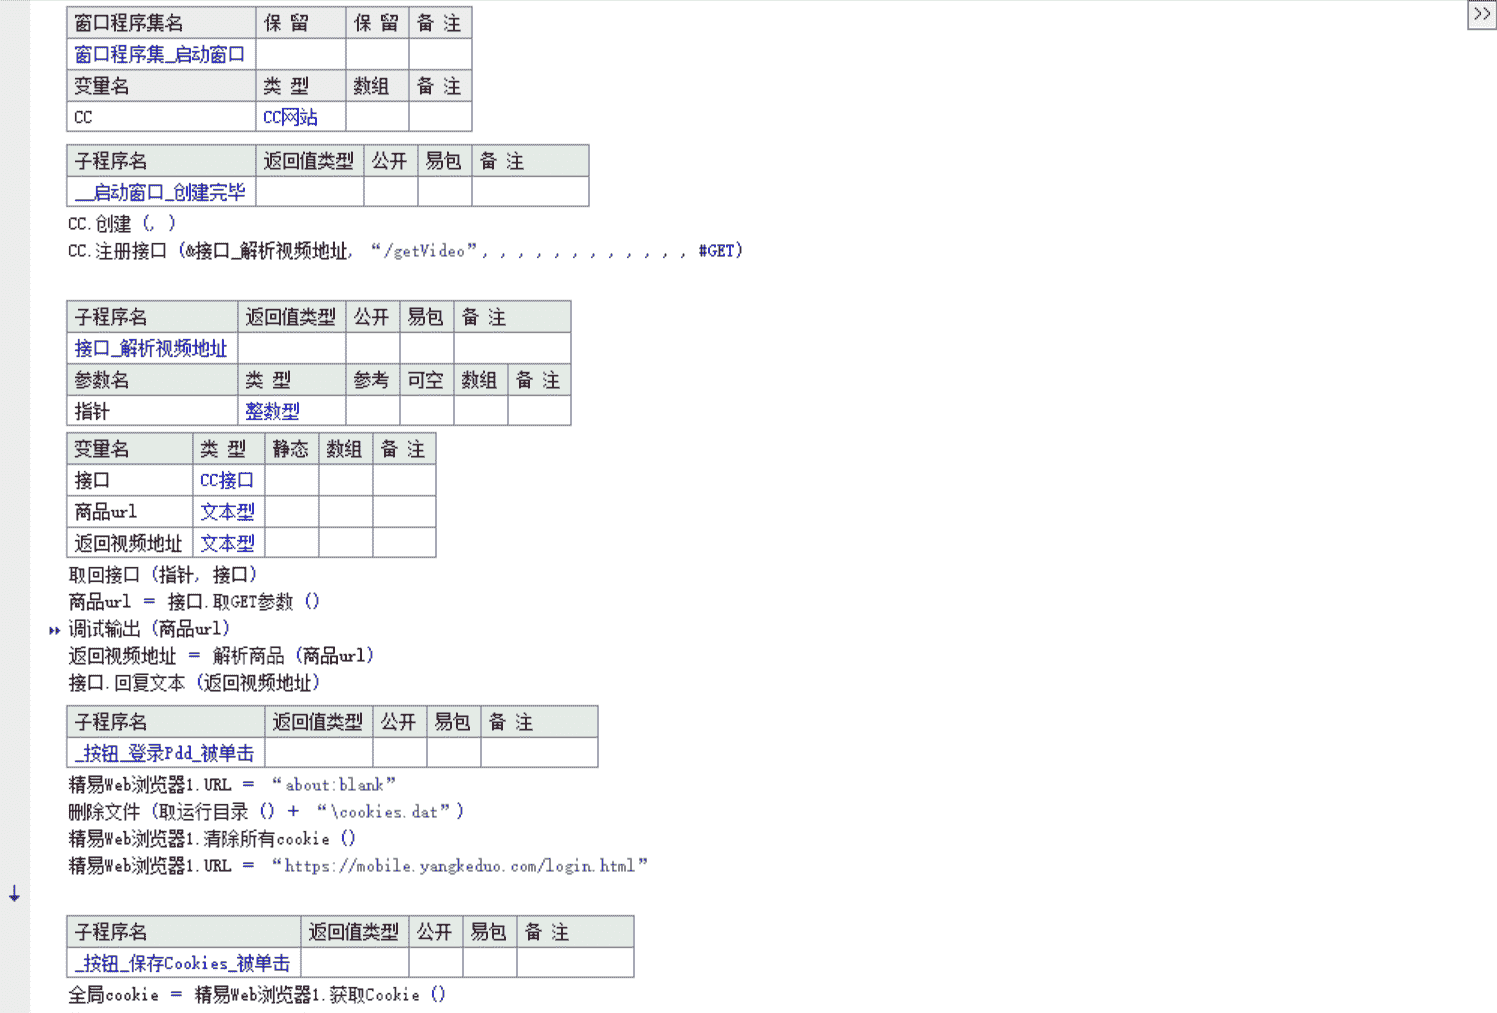 >>
窗口程序集名 保 留 保 留 备 注
窗口程序集_启动窗口
变量名 类 型 数组 备 注
CC CC网站
子程序名 返回值类型 公开 易包 备 注
__启动窗口_创建完毕
CC.创建 (, )
CC.注册接口 (&接口_解析视频地址, “/getVideo”, , , , , , , , , , , , #GET)
子程序名 返回值类型 公开 易包 备 注
接口_解析视频地址
参数名 类 型 参考 可空 数组 备 注
指针 整数型
变量名 类 型 静态 数组 备 注
接口 CC接口
商品url 文本型
返回视频地址 文本型
取回接口 (指针, 接口)
商品url = 接口.取GET参数 ()
调试输出 (商品url)
返回视频地址 = 解析商品 (商品url)
接口.回复文本 (返回视频地址)
子程序名 返回值类型 公开 易包 备 注
_按钮_登录Pdd_被单击
精易Web浏览器1.URL = “about:blank”
删除文件 (取运行目录 () + “\cookies.dat”)
精易Web浏览器1.清除所有cookie ()
精易Web浏览器1.URL = “https://mobile.yangkeduo.com/login.html”
子程序名 返回值类型 公开 易包 备 注
_按钮_保存Cookies_被单击
全局cookie = 精易Web浏览器1.获取Cookie ()